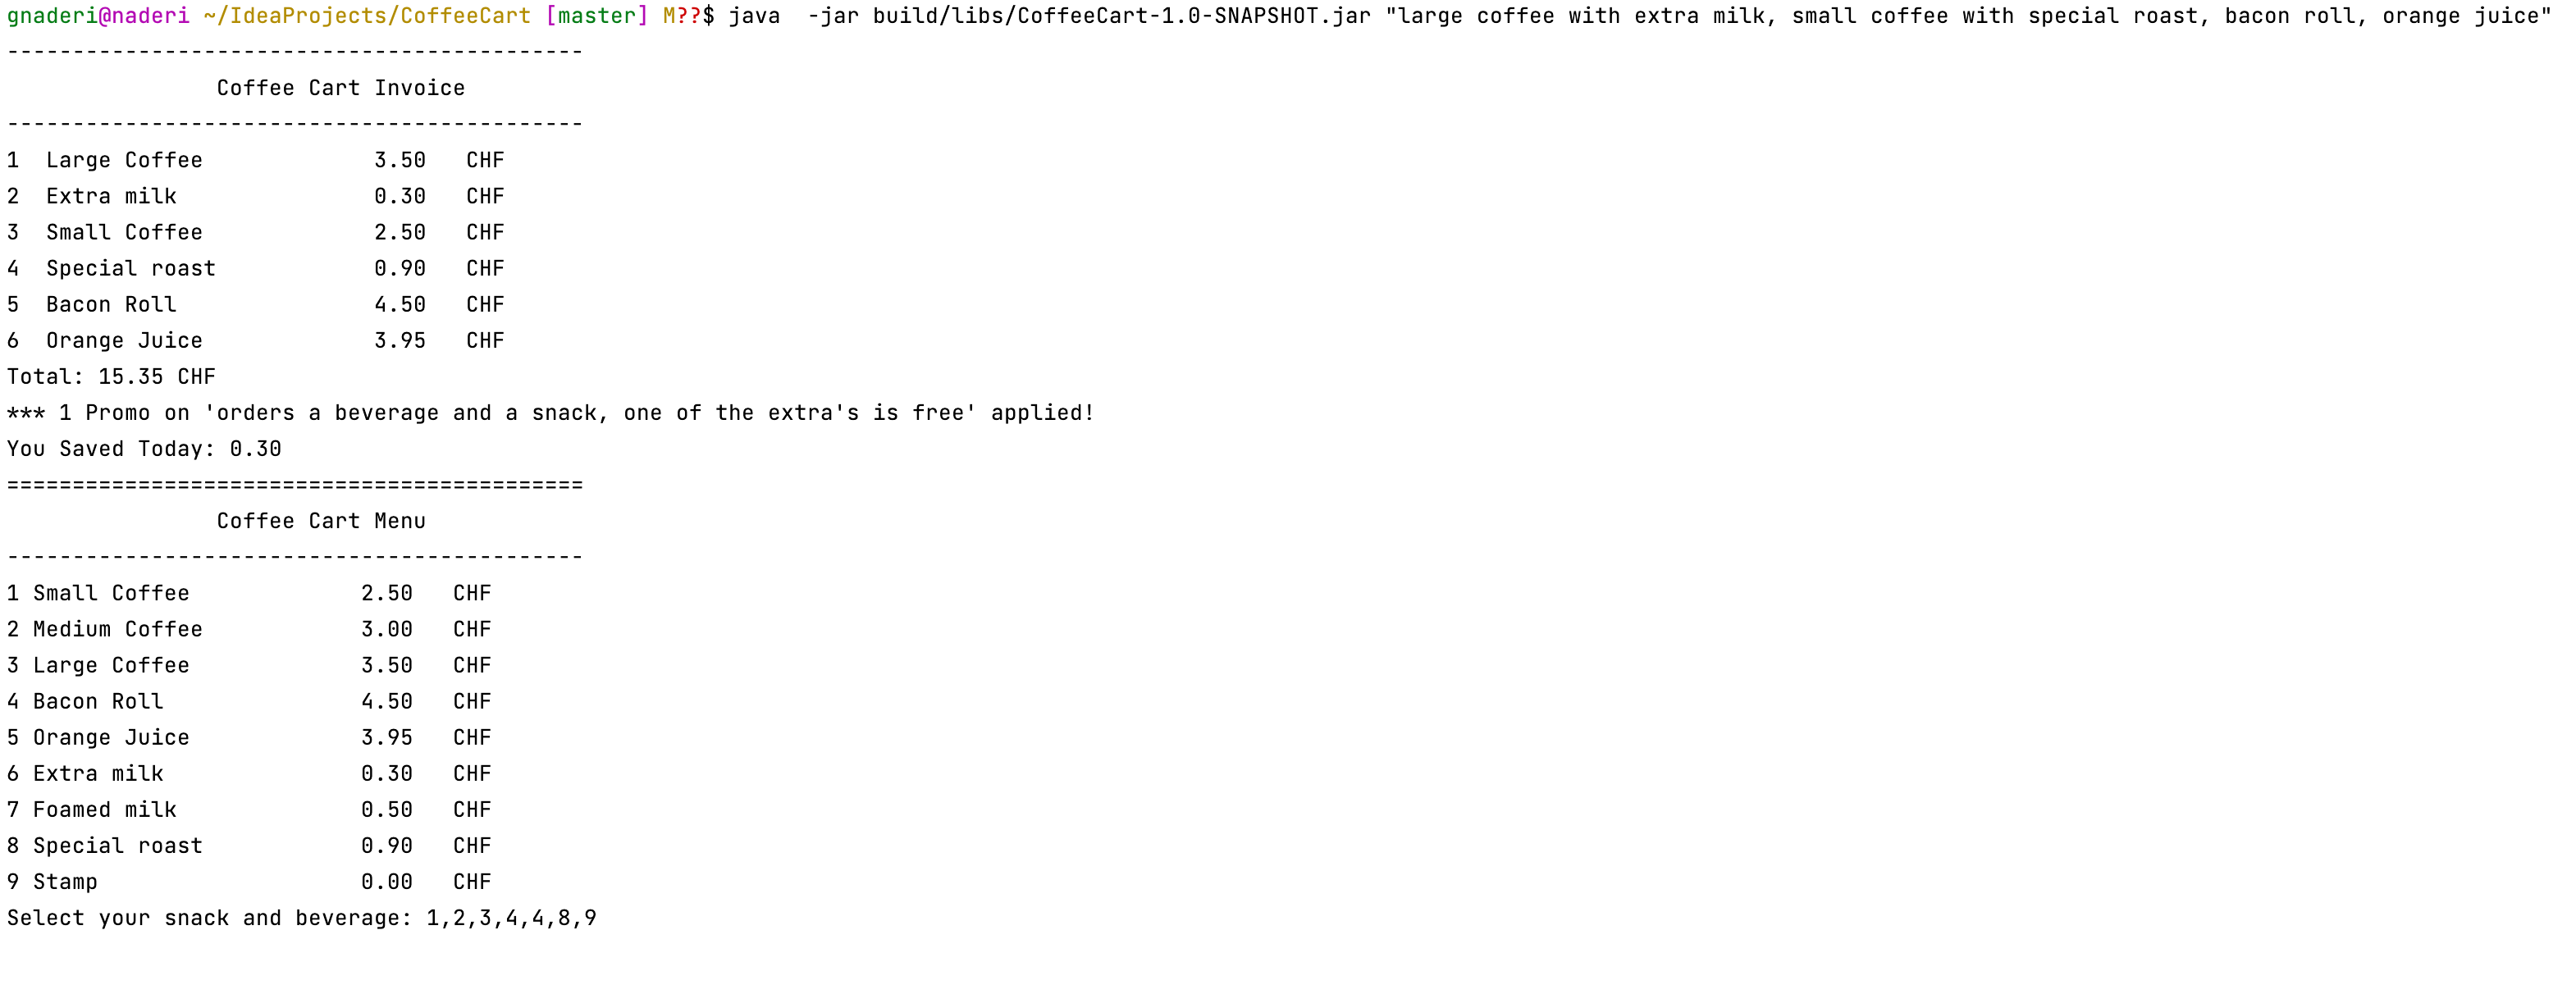 gnaderi@naderi ~/IdeaProjects/CoffeeCart [master] M??$ java  -jar build/libs/CoffeeCart-1.0-SNAPSHOT.jar "large coffee with extra milk, small coffee with special roast, bacon roll, orange juice"
--------------------------------------------
                Coffee Cart Invoice
--------------------------------------------
1  Large Coffee             3.50   CHF
2  Extra milk               0.30   CHF
3  Small Coffee             2.50   CHF
4  Special roast            0.90   CHF
5  Bacon Roll               4.50   CHF
6  Orange Juice             3.95   CHF
Total: 15.35 CHF
*** 1 Promo on 'orders a beverage and a snack, one of the extra's is free' applied!
You Saved Today: 0.30
============================================
                Coffee Cart Menu
--------------------------------------------
1 Small Coffee             2.50   CHF
2 Medium Coffee            3.00   CHF
3 Large Coffee             3.50   CHF
4 Bacon Roll               4.50   CHF
5 Orange Juice             3.95   CHF
6 Extra milk               0.30   CHF
7 Foamed milk              0.50   CHF
8 Special roast            0.90   CHF
9 Stamp                    0.00   CHF
Select your snack and beverage: 1,2,3,4,4,8,9